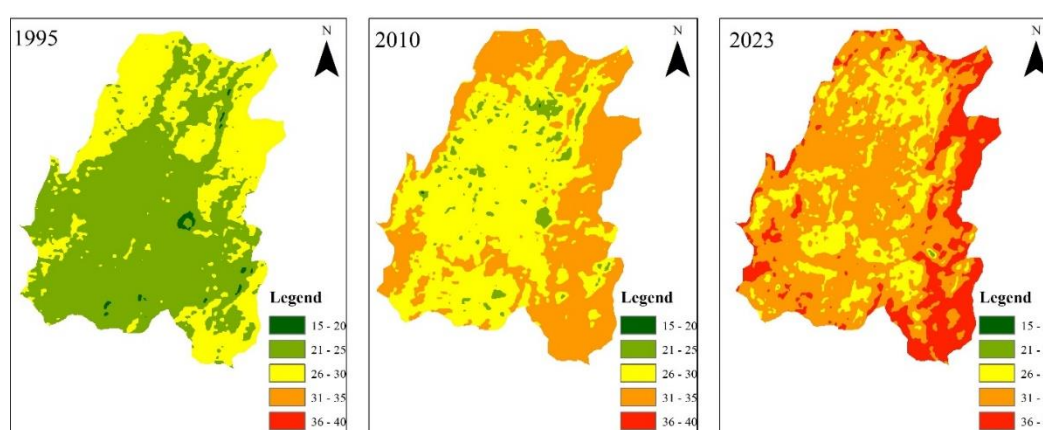 1995
N
Legend
15 - 20
21 - 25
26 - 30
31 - 35
36 - 40
2010
N
Legend
15 - 20
21 - 25
26 - 30
31 - 35
36 - 40
2023
N
Legend
15 -
21 -
26 -
31 -
36 -